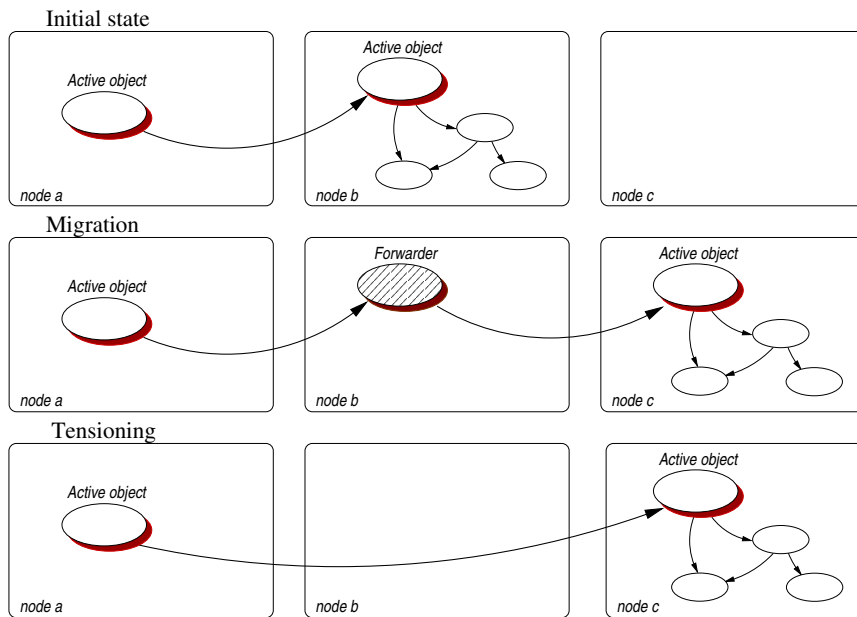 Initial state
Active object
Active object
node a
node b
node c
Migration
Active object
Forwarder
Active object
node a
node b
node c
Tensioning
Active object
Active object
node a
node b
node c